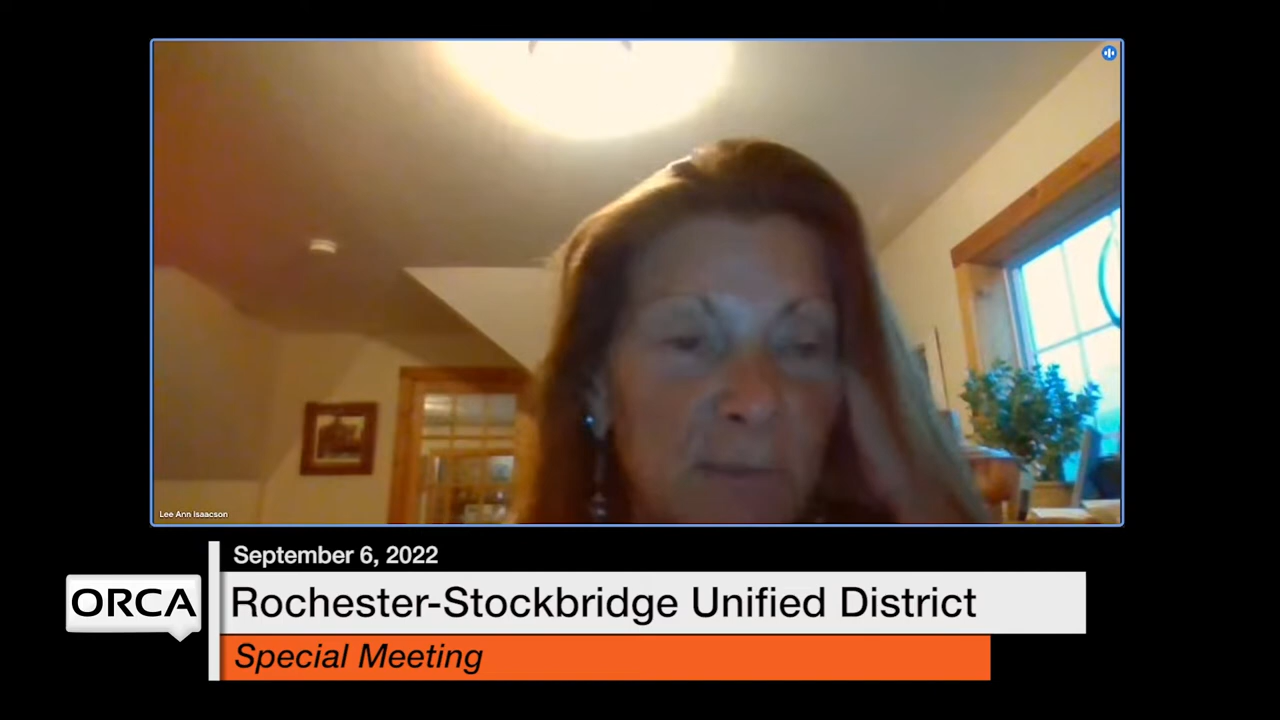 Lee Ann Isaacson
September 6, 2022
ORCA
Rochester-Stockbridge Unified District
Special Meeting